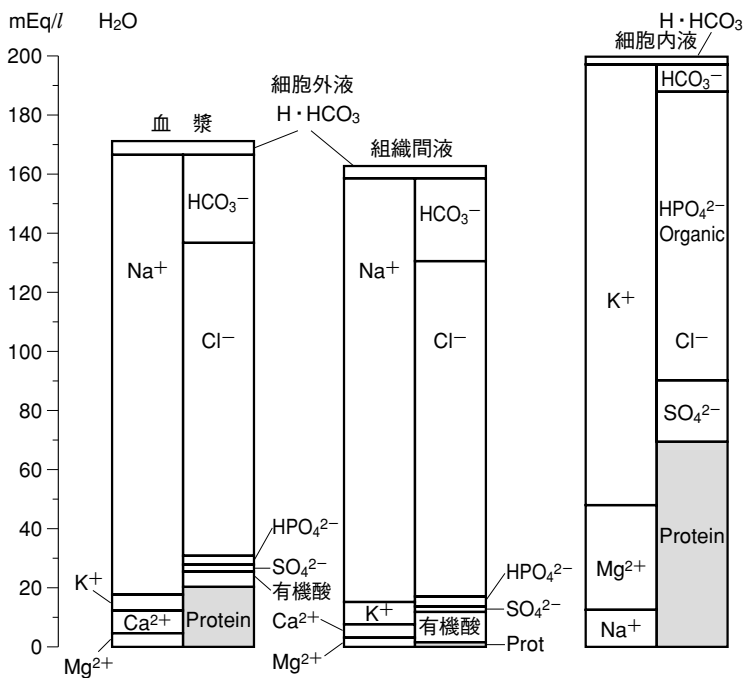 mEq/l H₂O
200
180
160
140
120
100
80
60
40
20
0
血 漿
Na⁺
HCO₃⁻
Cl⁻
K⁺
Ca²⁺
Mg²⁺
HPO₄²⁻
SO₄²⁻
有機酸
Protein
細胞外液
H・HCO₃
組織間液
Na⁺
HCO₃⁻
Cl⁻
K⁺
Ca²⁺
Mg²⁺
HPO₄²⁻
SO₄²⁻
有機酸
Prot
H・HCO₃
細胞内液
K⁺
HCO₃⁻
HPO₄²⁻
Organic
Cl⁻
SO₄²⁻
Mg²⁺
Protein
Na⁺